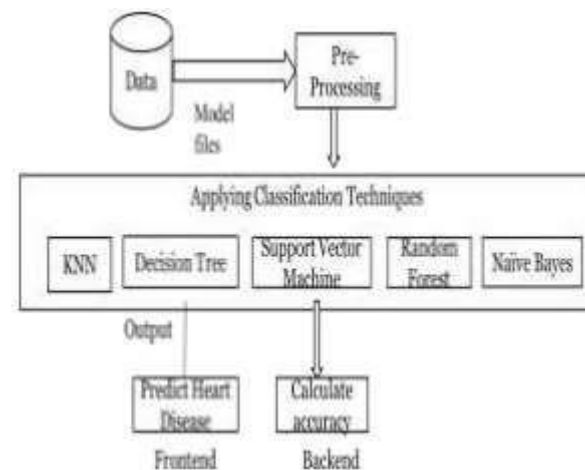 Data
Pre-
Processing
Model
files
Applying Classification Techniques
KNN
Decision Tree
Support Vector
Machine
Random
Forest
Naïve Bayes
Output
Predict Heart
Disease
Calculate
accuracy
Frontend
Backend